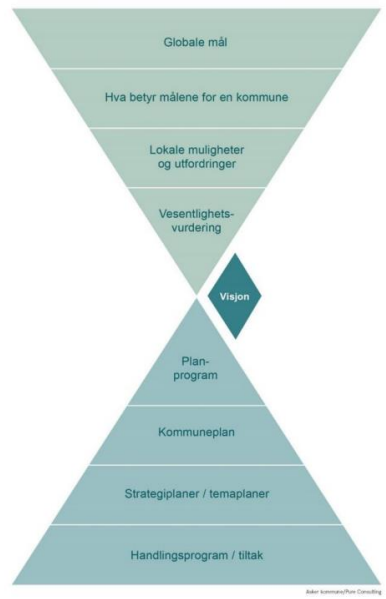 Globale mål
Hva betyr målene for en kommune
Lokale muligheter
og utfordringer
Vesentlighets-
vurdering
Visjon
Plan-
program
Kommuneplan
Strategiplaner / temaplaner
Handlingsprogram / tiltak
Asker kommune/Pure Consulting